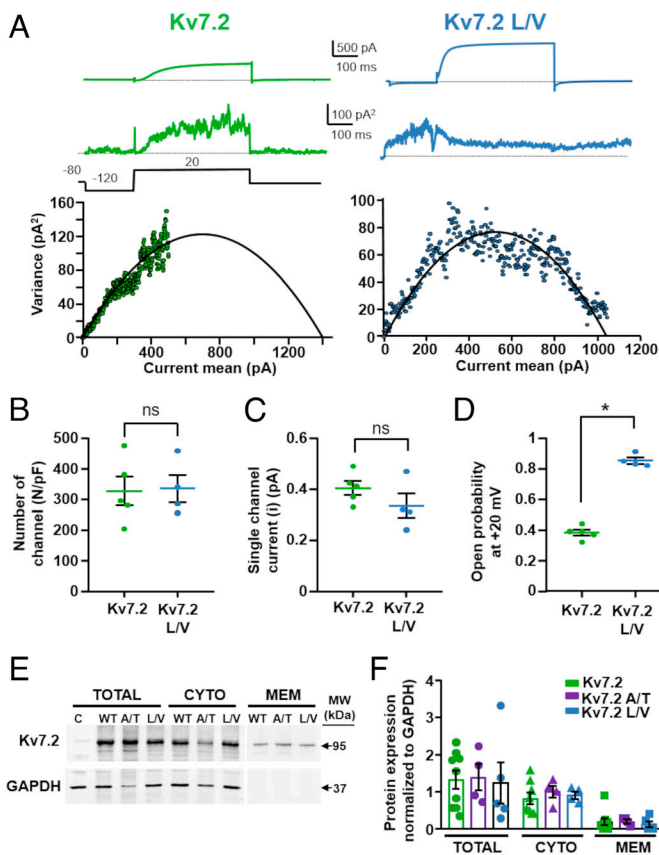 A
Kv7.2
Kv7.2 L/V
500 pA
100 ms
100 pA²
100 ms
100 pA²
100 ms
-80
-120
20
Variance (pA²)
160
120
80
40
0
0 400 800 1200
Current mean (pA)
100
80
60
40
20
0
0 200 400 600 800 1000 1200
Current mean (pA)
B
ns
Number of
channel (N/pF)
500
400
300
200
100
0
Kv7.2
Kv7.2
L/V
C
ns
Single channel
current (i) (pA)
0.6
0.4
0.2
0
Kv7.2
Kv7.2
L/V
D
*
Open probability
at +20 mV
1
0.8
0.6
0.4
0.2
0
Kv7.2
Kv7.2
L/V
E
TOTAL CYTO MEM
MW
(kDa)
C WT A/T L/V WT A/T L/V WT A/T L/V
Kv7.2
95
GAPDH
37
F
Kv7.2
Kv7.2 A/T
Kv7.2 L/V
Protein expression
normalized to GAPDH)
4
3
2
1
0
TOTAL CYTO MEM